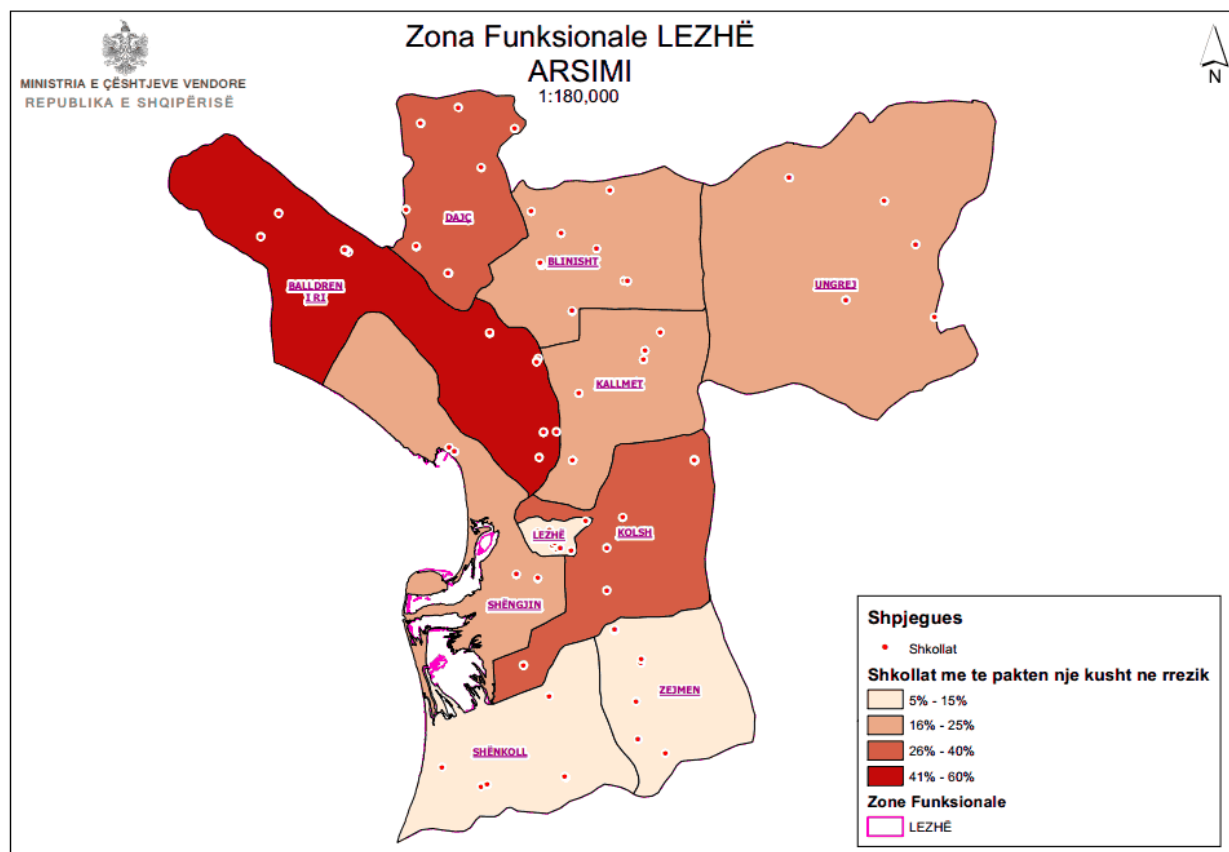 Zona Funksionale LEZHË
ARSIMI
1:180,000
MINISTRIA E ÇËSHTJEVE VENDORE
REPUBLIKA E SHQIPËRISË
N
DAJÇ
BLINISHT
UNGREJ
BALLDREN
I RI
KALLMET
LEZHË
KOLSH
SHËNGJIN
ZEJMEN
SHËNKOLL
Shpjegues
Shkollat
Shkollat me te pakten nje kusht ne rrezik
5% - 15%
16% - 25%
26% - 40%
41% - 60%
Zone Funksionale
LEZHË